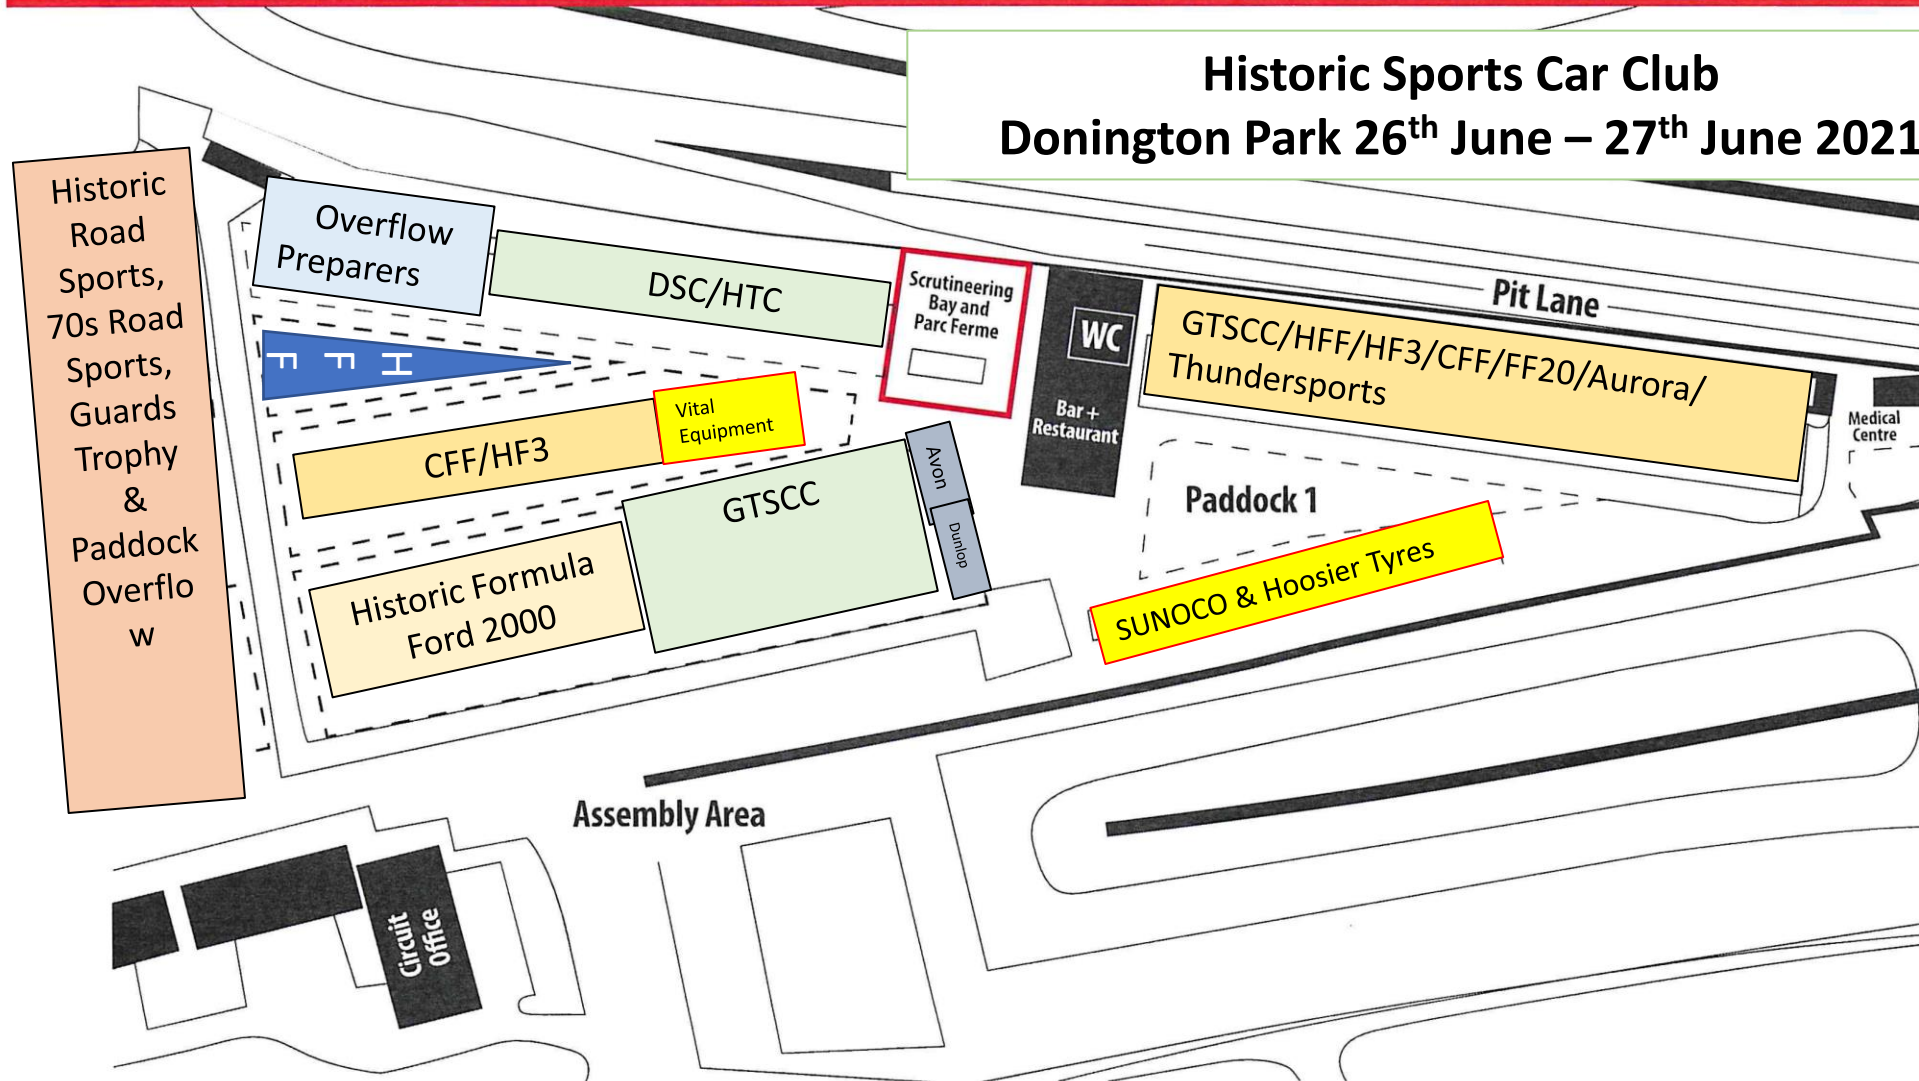 Historic Sports Car Club
Donington Park 26th June – 27th June 2021
Historic
Road
Sports,
70s Road
Sports,
Guards
Trophy
&
Paddock
Overflo
w
Overflow
Preparers
DSC/HTC
Scrutineering
Bay and
Parc Ferme
WC
Bar +
Restaurant
Pit Lane
GTSCC/HFF/HF3/CFF/FF20/Aurora/
Thundersports
Medical
Centre
H
F
F
Vital
Equipment
CFF/HF3
GTSCC
Avon
Dunlop
Paddock 1
Historic Formula
Ford 2000
SUNOCO & Hoosier Tyres
Assembly Area
Circuit
Office